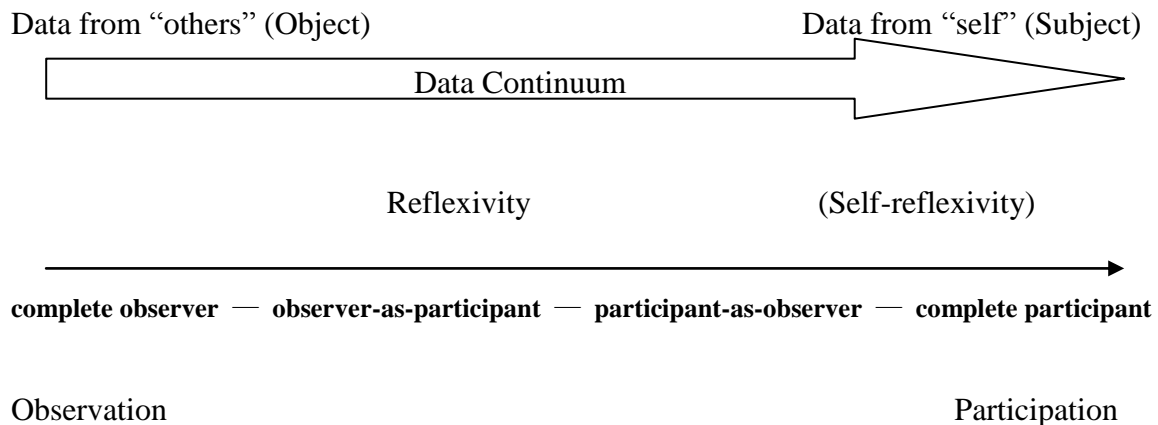 Data from “others” (Object) Data from “self” (Subject)
Data Continuum
Reflexivity (Self-reflexivity)
complete observer — observer-as-participant — participant-as-observer — complete participant
Observation Participation